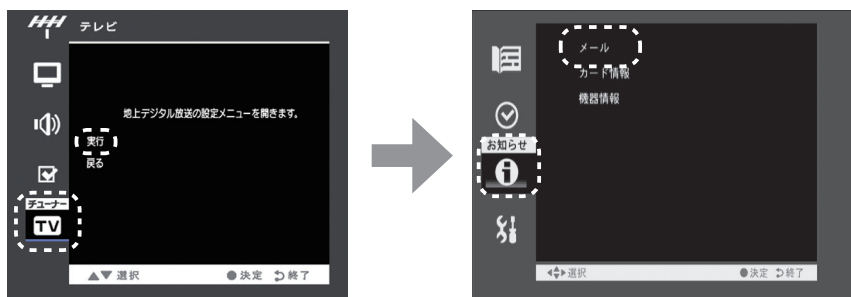 テレビ
地上デジタル放送の設定メニューを開きます。
実行
戻る
チューナー
TV
▲▼ 選択 ●決定 ⮌終了
メール
カード情報
機器情報
お知らせ
選択 ●決定 ⮌終了